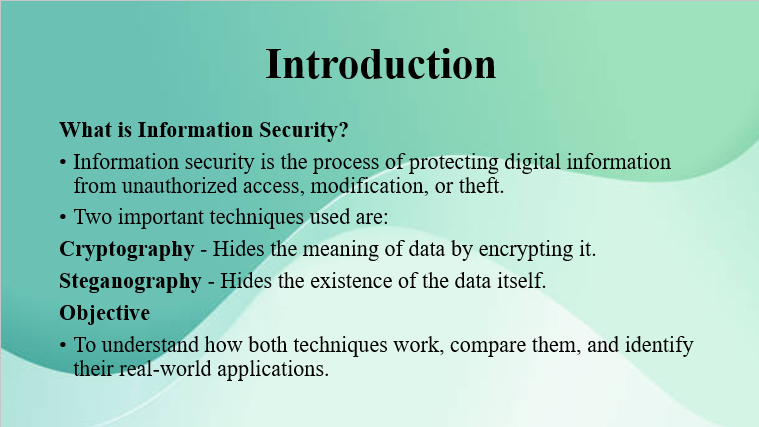 Introduction
What is Information Security?
• Information security is the process of protecting digital information
from unauthorized access, modification, or theft.
• Two important techniques used are:
Cryptography - Hides the meaning of data by encrypting it.
Steganography - Hides the existence of the data itself.
Objective
• To understand how both techniques work, compare them, and identify
their real-world applications.